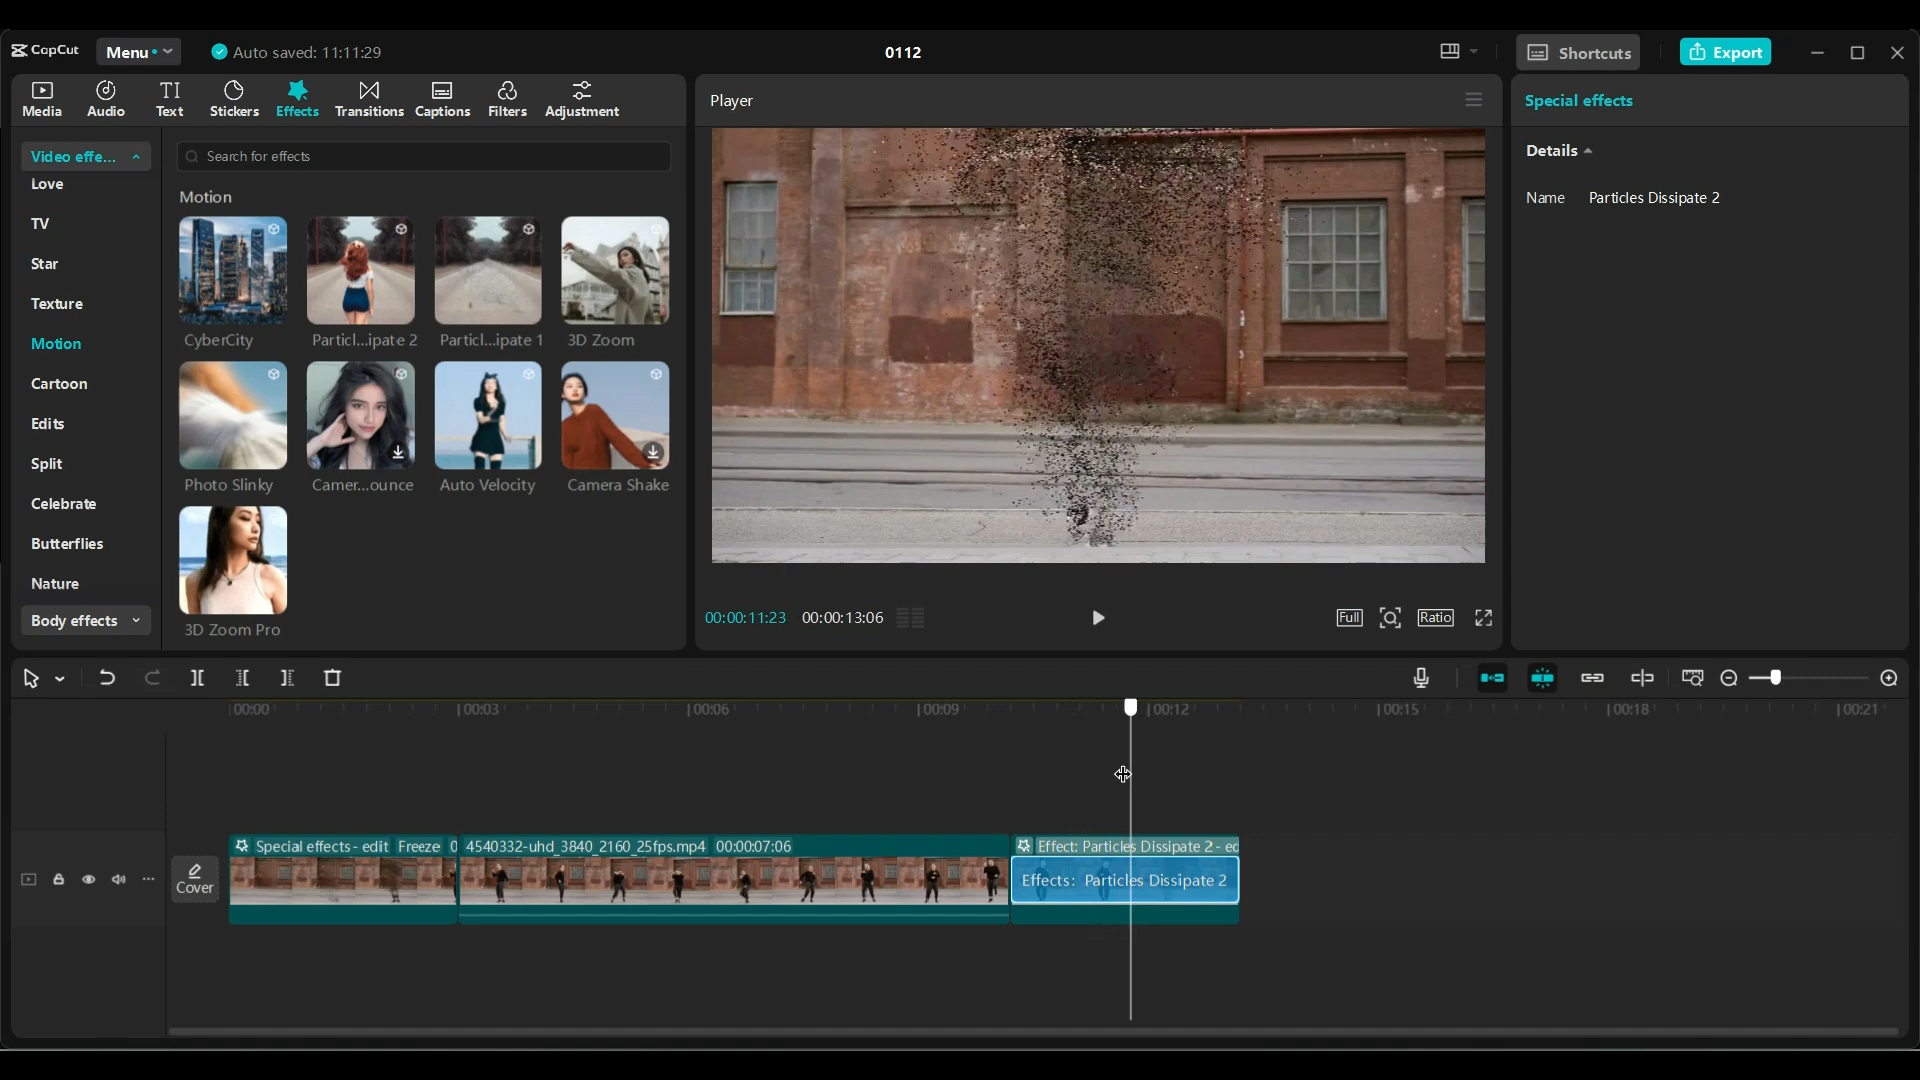 CapCut
Menu
Auto saved: 11:11:29
0112
Shortcuts
Export
Media
Audio
Text
Stickers
Effects
Transitions
Captions
Filters
Adjustment
Video effe...
Love
TV
Star
Texture
Motion
Cartoon
Edits
Split
Celebrate
Butterflies
Nature
Body effects
Search for effects
Motion
CyberCity
Particl...ipate 2
Particl...ipate 1
3D Zoom
Photo Slinky
Camer...ounce
Auto Velocity
Camera Shake
3D Zoom Pro
Player
00:00:11:23
00:00:13:06
Full
Ratio
Special effects
Details
Name Particles Dissipate 2
00:00
00:03
00:06
00:09
00:12
00:15
00:18
00:21
Cover
Special effects - edit Freeze 0
4540332-uhd_3840_2160_25fps.mp4 00:00:07:06
Effect: Particles Dissipate 2 - ed
Effects: Particles Dissipate 2